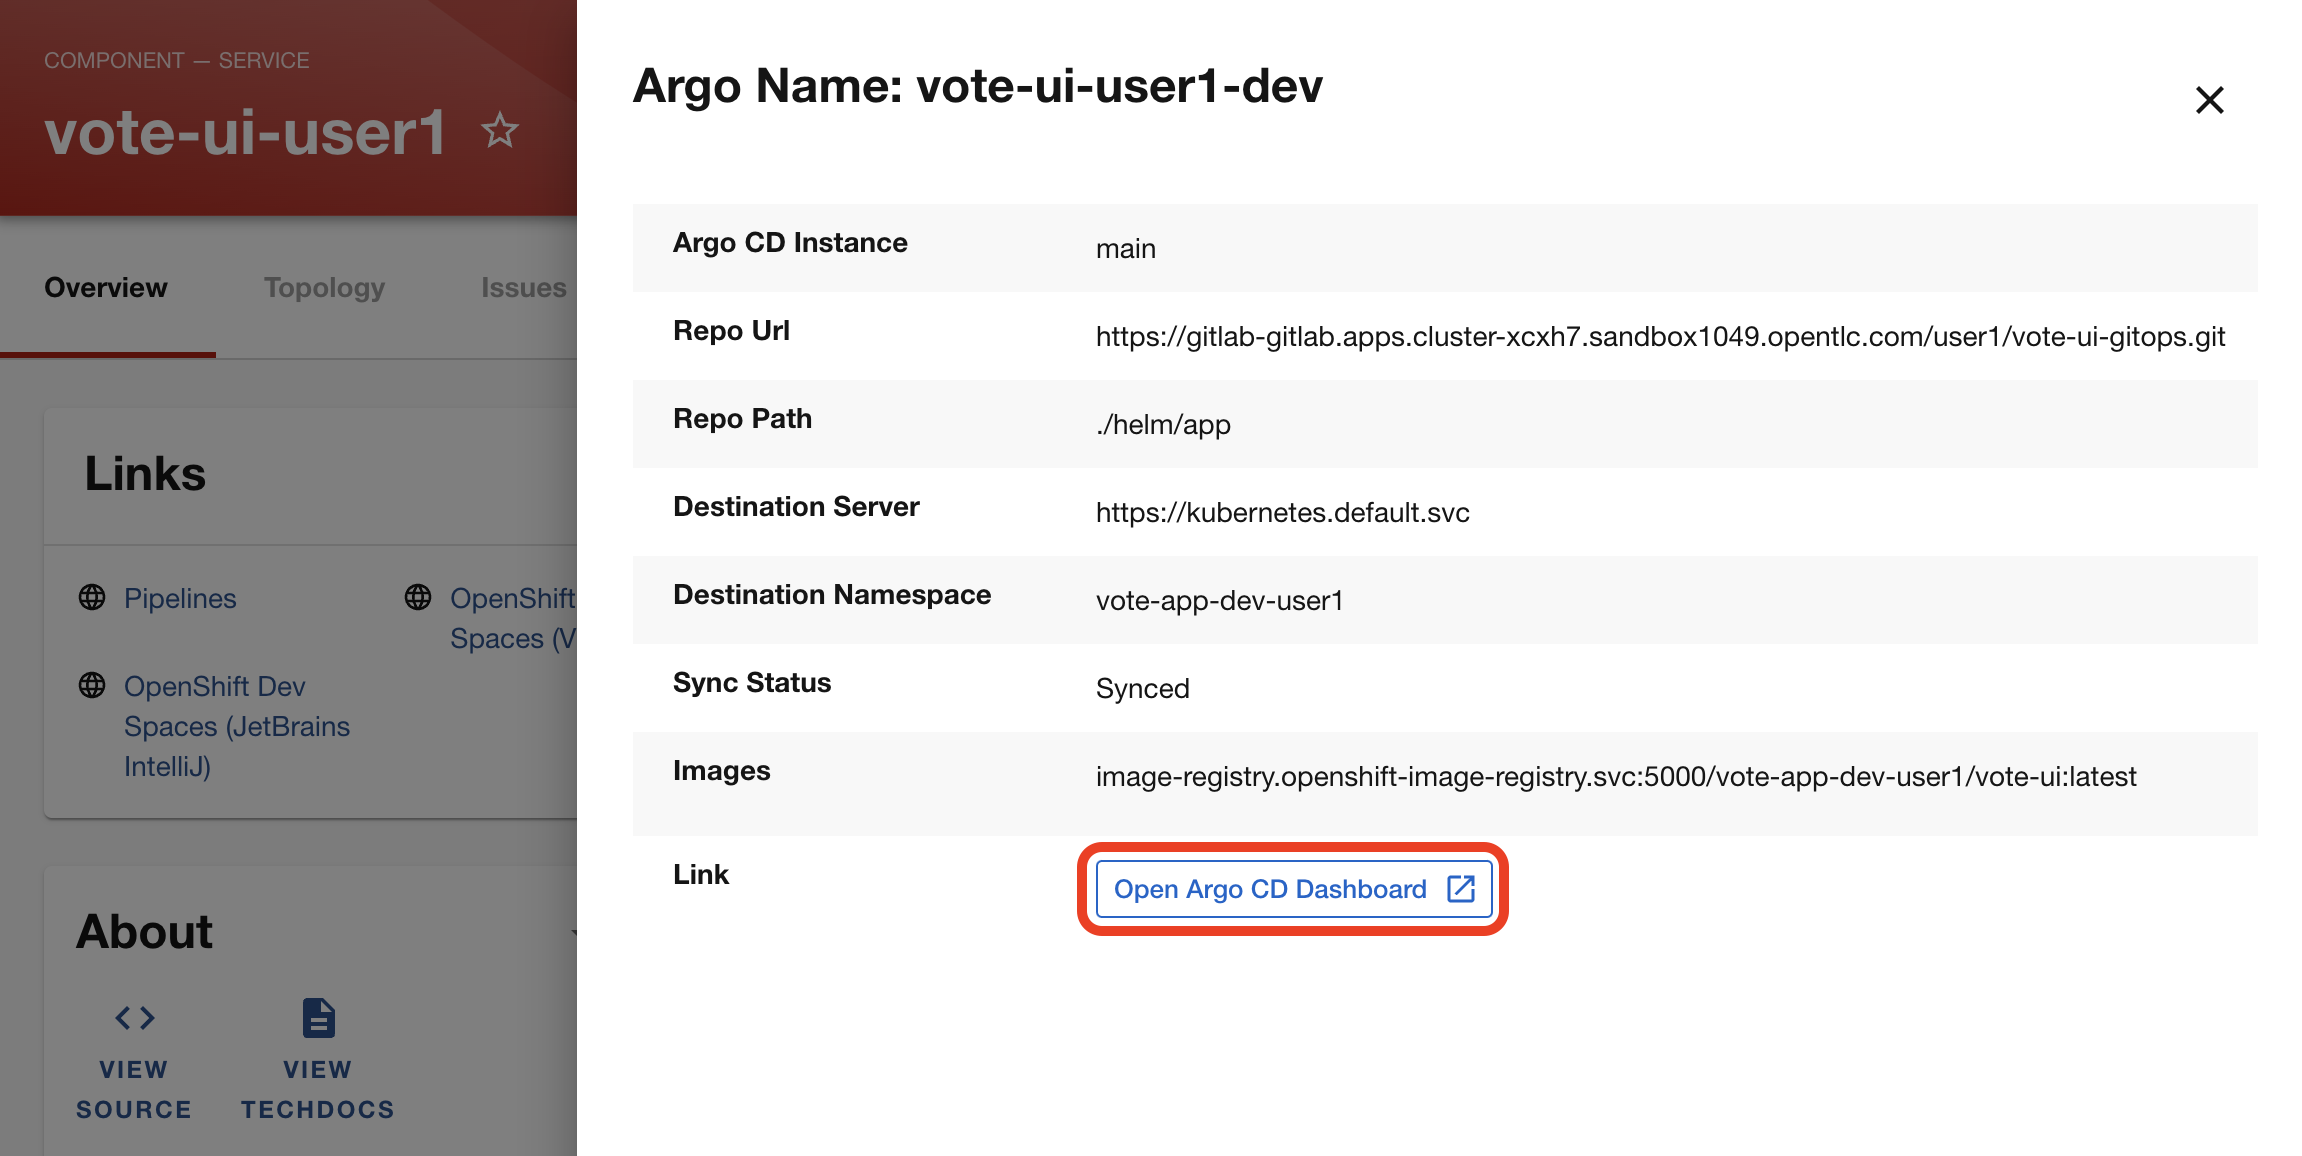 COMPONENT — SERVICE
vote-ui-user1
Overview
Topology
Issues
Links
Pipelines
OpenShift
Spaces (V
OpenShift Dev
Spaces (JetBrains
IntelliJ)
About
VIEW
SOURCE
VIEW
TECHDOCS
Argo Name: vote-ui-user1-dev
Argo CD Instance
main
Repo Url
https://gitlab-gitlab.apps.cluster-xcxh7.sandbox1049.opentlc.com/user1/vote-ui-gitops.git
Repo Path
./helm/app
Destination Server
https://kubernetes.default.svc
Destination Namespace
vote-app-dev-user1
Sync Status
Synced
Images
image-registry.openshift-image-registry.svc:5000/vote-app-dev-user1/vote-ui:latest
Link
Open Argo CD Dashboard